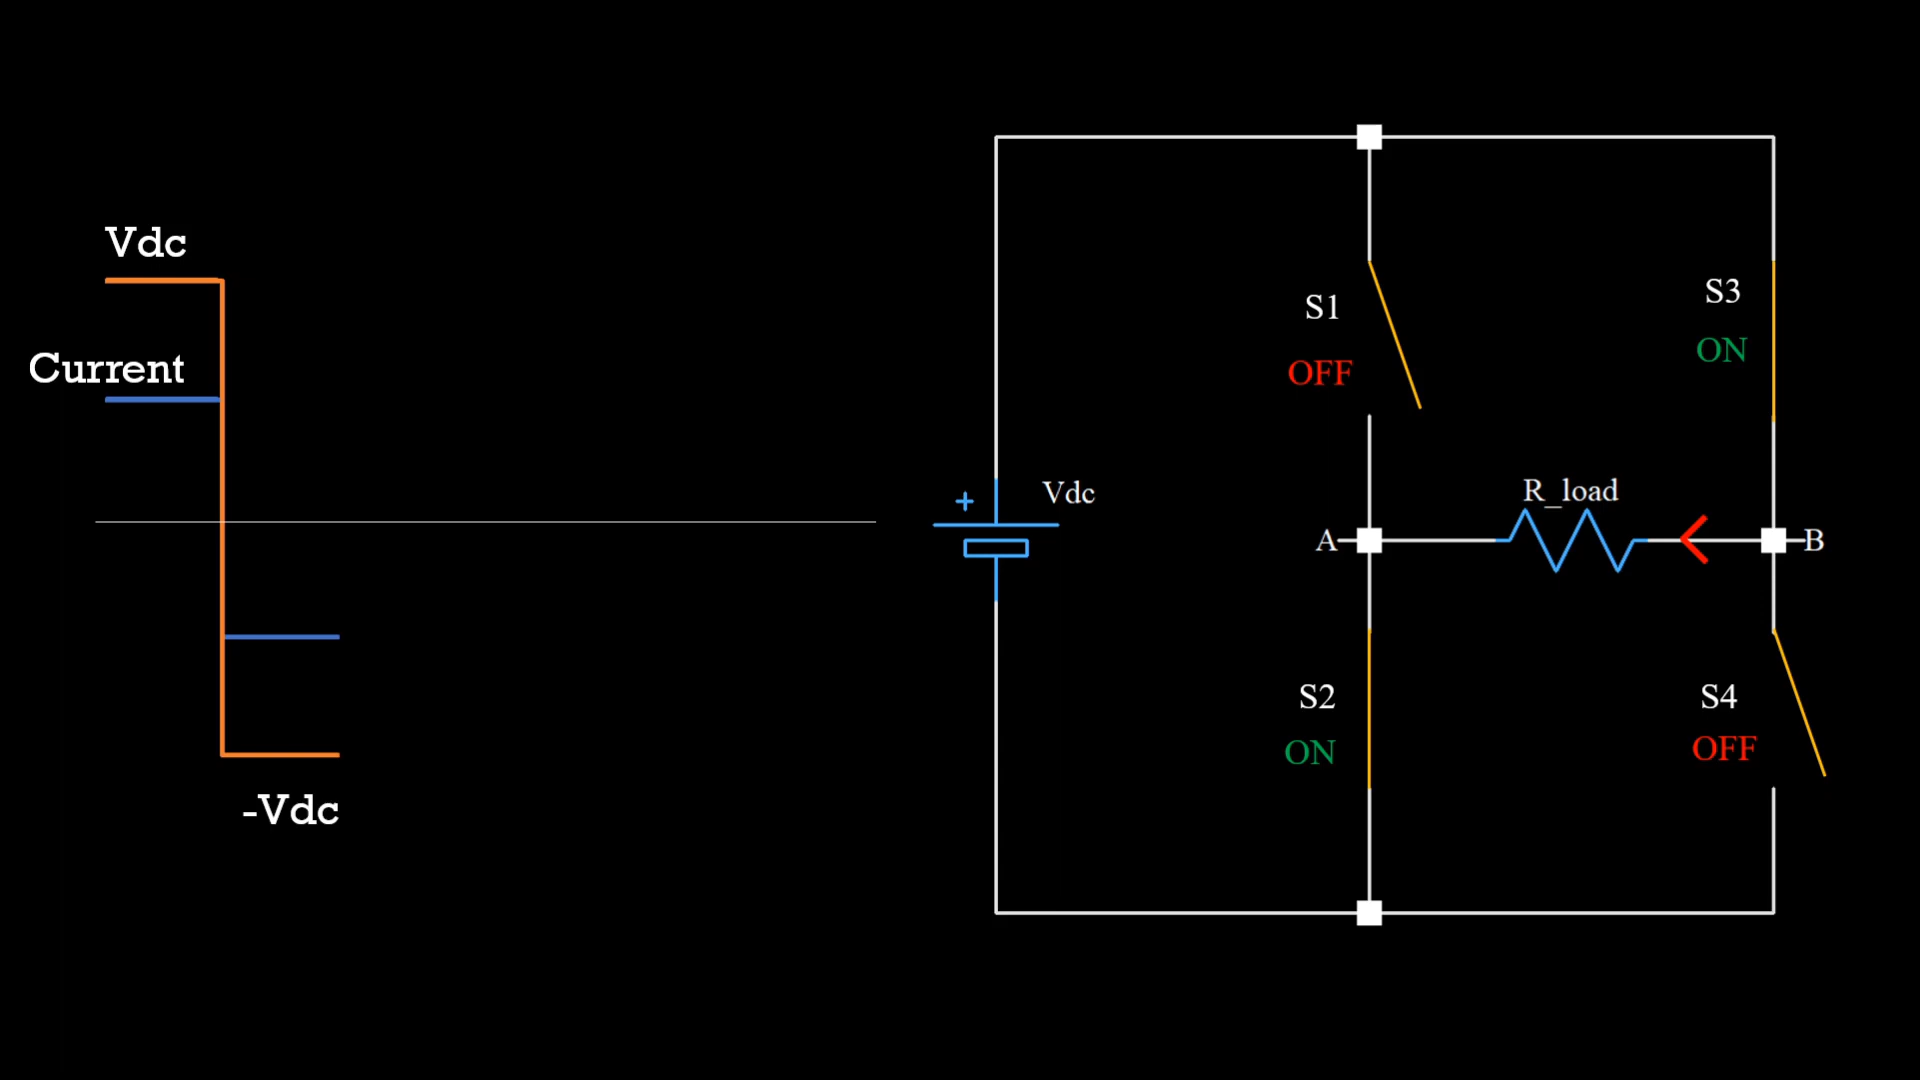 Vdc
Current
-Vdc
+
Vdc
S1
OFF
S3
ON
R_load
A
B
S2
ON
S4
OFF